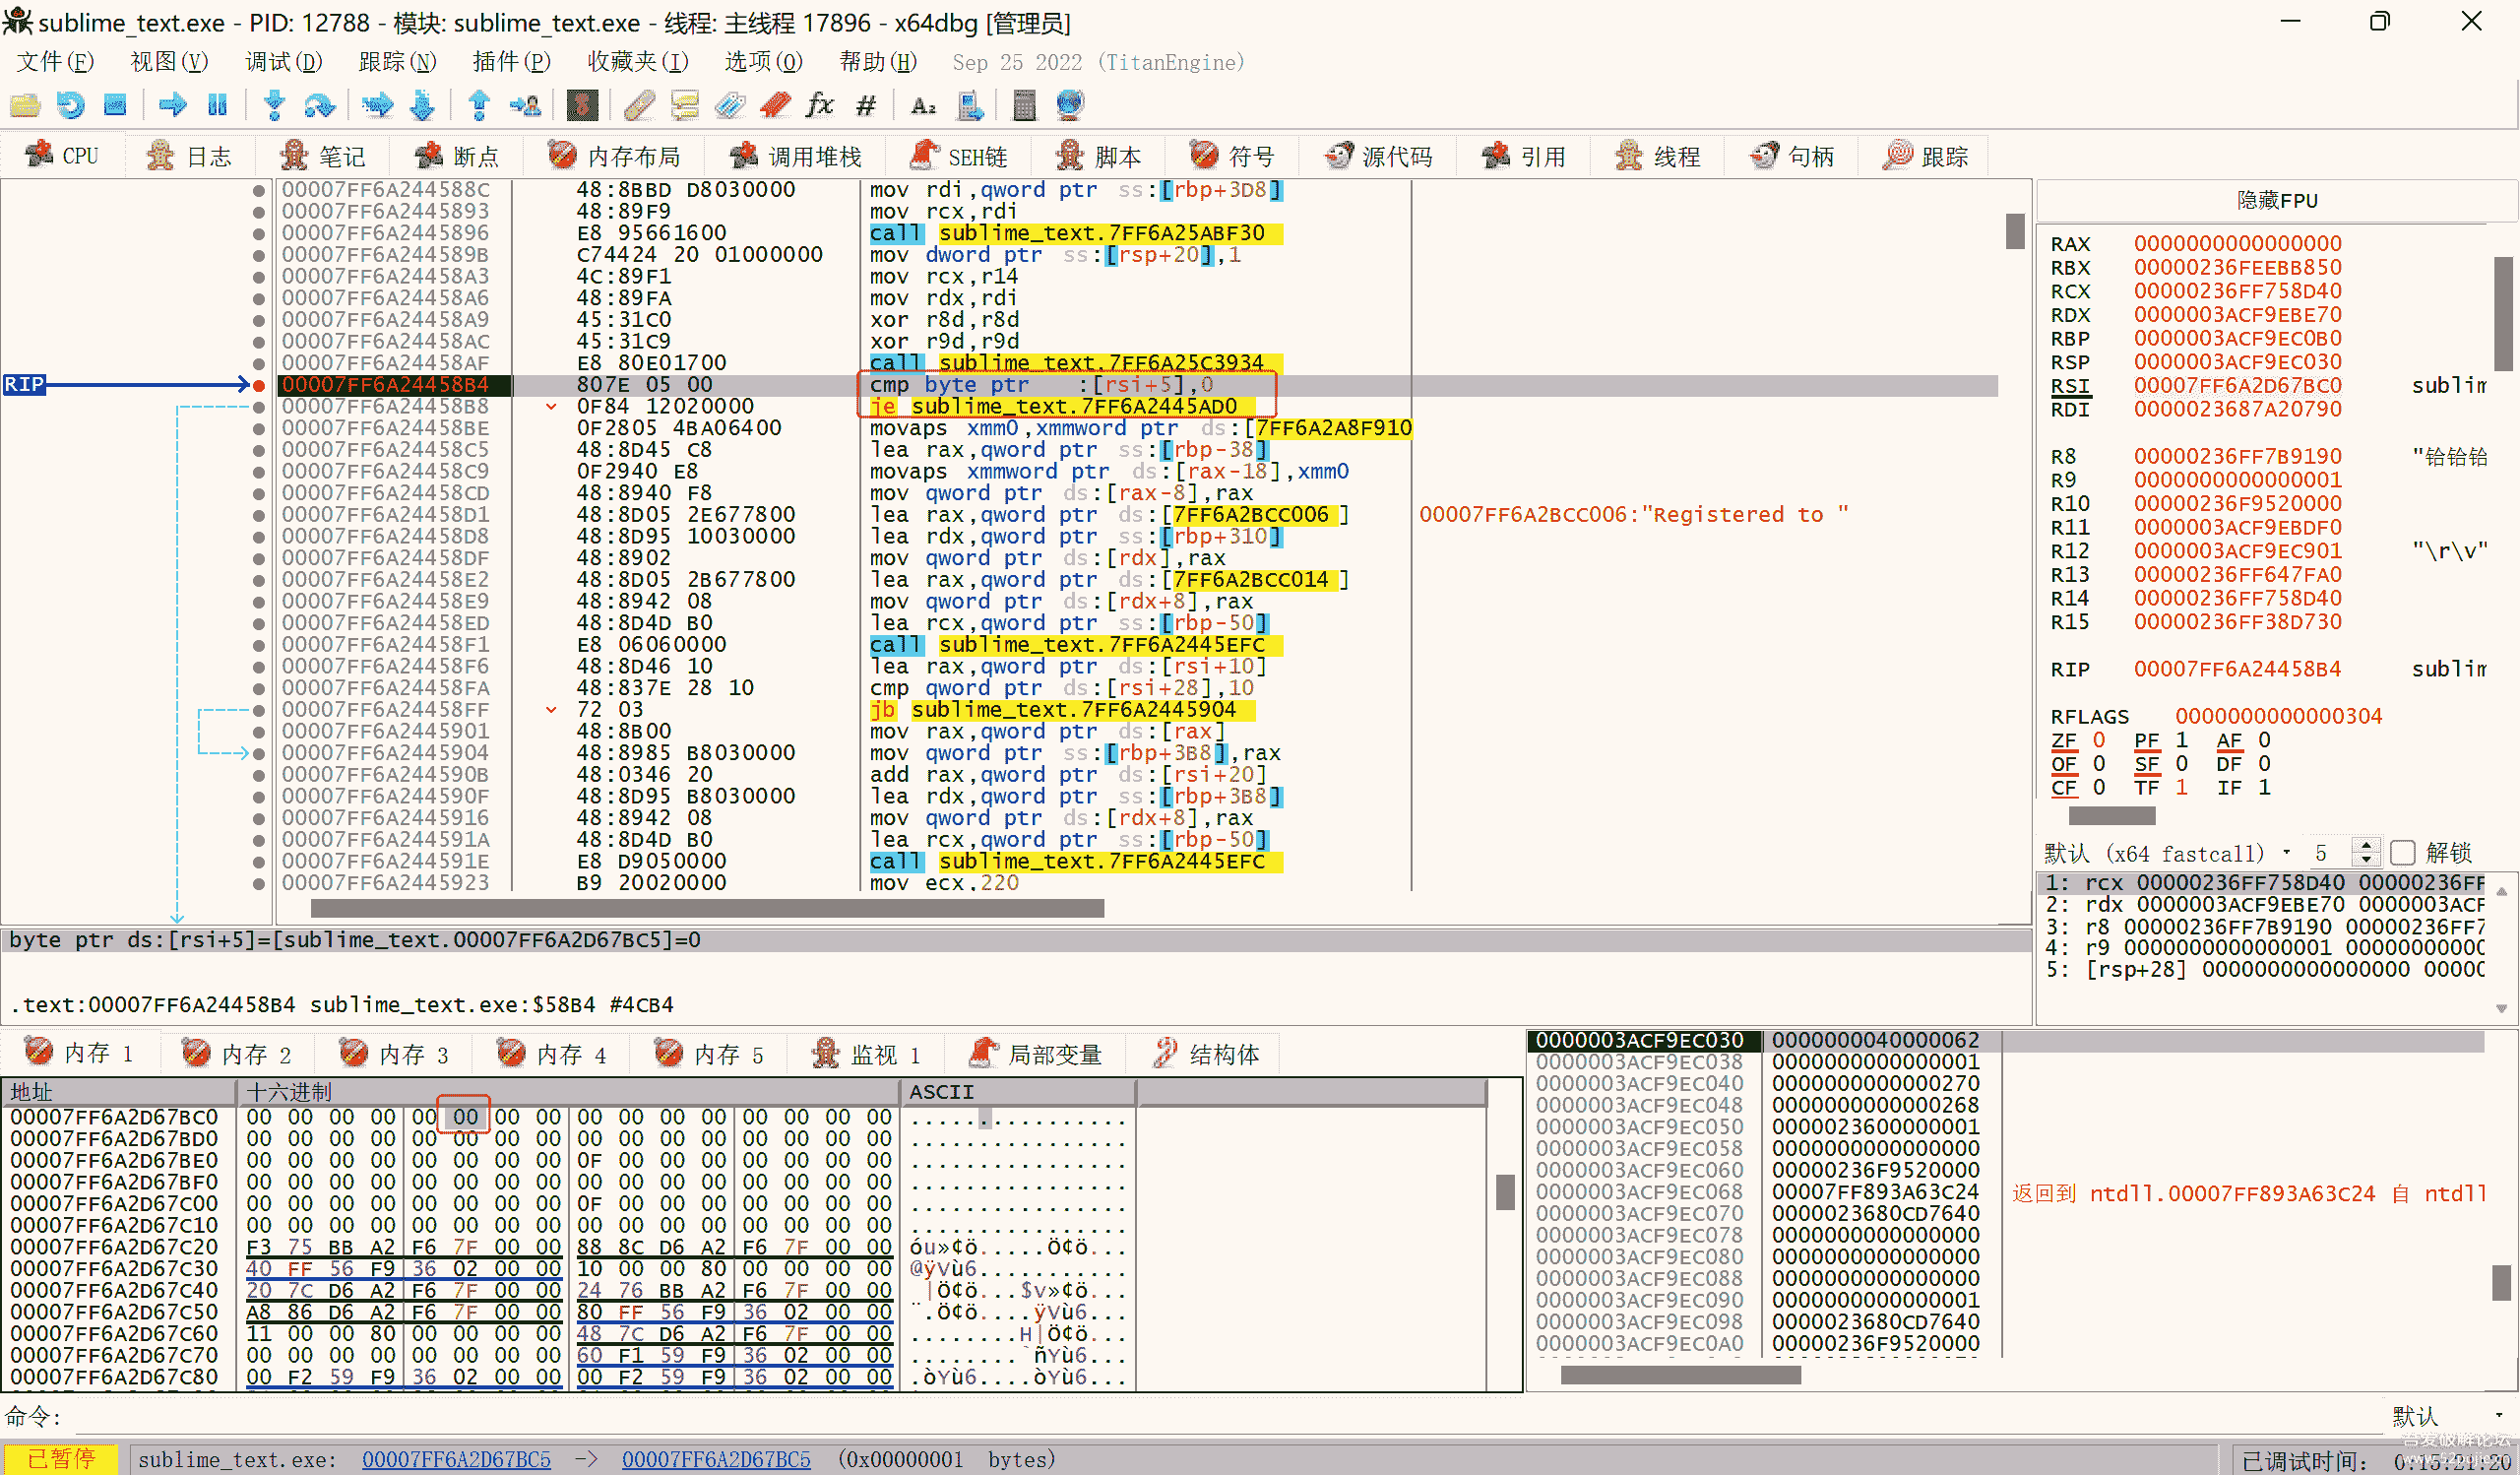 sublime_text.exe - PID: 12788 - 模块: sublime_text.exe - 线程: 主线程 17896 - x64dbg [管理员]
文件(F) 视图(V) 调试(D) 跟踪(N) 插件(P) 收藏夹(I) 选项(O) 帮助(H) Sep 25 2022 (TitanEngine)
CPU 日志 笔记 断点 内存布局 调用堆栈 SEH链 脚本 符号 源代码 引用 线程 句柄 跟踪
00007FF6A244588C 48:8BBD D8030000 mov rdi,qword ptr ss:[rbp+3D8]
00007FF6A2445893 48:89F9 mov rcx,rdi
00007FF6A2445896 E8 95661600 call sublime_text.7FF6A25ABF30
00007FF6A244589B C74424 20 01000000 mov dword ptr ss:[rsp+20],1
00007FF6A24458A3 4C:89F1 mov rcx,r14
00007FF6A24458A6 48:89FA mov rdx,rdi
00007FF6A24458A9 45:31C0 xor r8d,r8d
00007FF6A24458AC 45:31C9 xor r9d,r9d
00007FF6A24458AF E8 80E01700 call sublime_text.7FF6A25C3934
RIP 00007FF6A24458B4 807E 05 00 cmp byte ptr :[rsi+5],0
00007FF6A24458B8 0F84 12020000 je sublime_text.7FF6A2445AD0
00007FF6A24458BE 0F2805 4BA06400 movaps xmm0,xmmword ptr ds:[7FF6A2A8F910
00007FF6A24458C5 48:8D45 C8 lea rax,qword ptr ss:[rbp-38]
00007FF6A24458C9 0F2940 E8 movaps xmmword ptr ds:[rax-18],xmm0
00007FF6A24458CD 48:8940 F8 mov qword ptr ds:[rax-8],rax
00007FF6A24458D1 48:8D05 2E677800 lea rax,qword ptr ds:[7FF6A2BCC006] 00007FF6A2BCC006:"Registered to "
00007FF6A24458D8 48:8D95 10030000 lea rdx,qword ptr ss:[rbp+310]
00007FF6A24458DF 48:8902 mov qword ptr ds:[rdx],rax
00007FF6A24458E2 48:8D05 2B677800 lea rax,qword ptr ds:[7FF6A2BCC014]
00007FF6A24458E9 48:8942 08 mov qword ptr ds:[rdx+8],rax
00007FF6A24458ED 48:8D4D B0 lea rcx,qword ptr ss:[rbp-50]
00007FF6A24458F1 E8 06060000 call sublime_text.7FF6A2445EFC
00007FF6A24458F6 48:8D46 10 lea rax,qword ptr ds:[rsi+10]
00007FF6A24458FA 48:837E 28 10 cmp qword ptr ds:[rsi+28],10
00007FF6A24458FF 72 03 jb sublime_text.7FF6A2445904
00007FF6A2445901 48:8B00 mov rax,qword ptr ds:[rax]
00007FF6A2445904 48:8985 B8030000 mov qword ptr ss:[rbp+3B8],rax
00007FF6A244590B 48:0346 20 add rax,qword ptr ds:[rsi+20]
00007FF6A244590F 48:8D95 B8030000 lea rdx,qword ptr ss:[rbp+3B8]
00007FF6A2445916 48:8942 08 mov qword ptr ds:[rdx+8],rax
00007FF6A244591A 48:8D4D B0 lea rcx,qword ptr ss:[rbp-50]
00007FF6A244591E E8 D9050000 call sublime_text.7FF6A2445EFC
00007FF6A2445923 B9 20020000 mov ecx,220
隐藏FPU
RAX 0000000000000000
RBX 00000236FEEBB850
RCX 00000236FF758D40
RDX 0000003ACF9EBE70
RBP 0000003ACF9EC0B0
RSP 0000003ACF9EC030
RSI 00007FF6A2D67BC0 sublim
RDI 0000023687A20790
R8 00000236FF7B9190 "铪铪铪
R9 0000000000000001
R10 00000236F9520000
R11 0000003ACF9EBDF0
R12 0000003ACF9EC901 "\r\v"
R13 00000236FF647FA0
R14 00000236FF758D40
R15 00000236FF38D730
RIP 00007FF6A24458B4 sublim
RFLAGS 0000000000000304
ZF 0 PF 1 AF 0
OF 0 SF 0 DF 0
CF 0 TF 1 IF 1
默认 (x64 fastcall) 5 解锁
1: rcx 00000236FF758D40 00000236FF
2: rdx 0000003ACF9EBE70 0000003ACF
3: r8 00000236FF7B9190 00000236FF7
4: r9 0000000000000001 00000000000
5: [rsp+28] 0000000000000000 00000
byte ptr ds:[rsi+5]=[sublime_text.00007FF6A2D67BC5]=0
.text:00007FF6A24458B4 sublime_text.exe:$58B4 #4CB4
内存 1 内存 2 内存 3 内存 4 内存 5 监视 1 局部变量 结构体
地址 十六进制 ASCII
00007FF6A2D67BC0 00 00 00 00 00 00 00 00 00 00 00 00 00 00 00 00 ................
00007FF6A2D67BD0 00 00 00 00 00 00 00 00 00 00 00 00 00 00 00 00 ................
00007FF6A2D67BE0 00 00 00 00 00 00 00 00 0F 00 00 00 00 00 00 00 ................
00007FF6A2D67BF0 00 00 00 00 00 00 00 00 00 00 00 00 00 00 00 00 ................
00007FF6A2D67C00 00 00 00 00 00 00 00 00 0F 00 00 00 00 00 00 00 ................
00007FF6A2D67C10 00 00 00 00 00 00 00 00 00 00 00 00 00 00 00 00 ................
00007FF6A2D67C20 F3 75 BB A2 F6 7F 00 00 88 8C D6 A2 F6 7F 00 00 óu»¢ö.....Ö¢ö...
00007FF6A2D67C30 40 FF 56 F9 36 02 00 00 10 00 00 80 00 00 00 00 @ÿVù6...........
00007FF6A2D67C40 20 7C D6 A2 F6 7F 00 00 24 76 BB A2 F6 7F 00 00 |Ö¢ö...$v»¢ö...
00007FF6A2D67C50 A8 86 D6 A2 F6 7F 00 00 80 FF 56 F9 36 02 00 00 ¨.Ö¢ö....ÿVù6...
00007FF6A2D67C60 11 00 00 80 00 00 00 00 48 7C D6 A2 F6 7F 00 00 ........H|Ö¢ö...
00007FF6A2D67C70 00 00 00 00 00 00 00 00 60 F1 59 F9 36 02 00 00 ........`ñYù6...
00007FF6A2D67C80 00 F2 59 F9 36 02 00 00 00 F2 59 F9 36 02 00 00 .òYù6....òYù6...
0000003ACF9EC030 0000000040000062
0000003ACF9EC038 0000000000000001
0000003ACF9EC040 0000000000000270
0000003ACF9EC048 0000000000000268
0000003ACF9EC050 0000023600000001
0000003ACF9EC058 0000000000000000
0000003ACF9EC060 00000236F9520000
0000003ACF9EC068 00007FF893A63C24 返回到 ntdll.00007FF893A63C24 自 ntdll
0000003ACF9EC070 0000023680CD7640
0000003ACF9EC078 0000000000000000
0000003ACF9EC080 0000000000000000
0000003ACF9EC088 0000000000000000
0000003ACF9EC090 0000000000000001
0000003ACF9EC098 0000023680CD7640
0000003ACF9EC0A0 00000236F9520000
命令: 默认
已暂停 sublime_text.exe: 00007FF6A2D67BC5 -> 00007FF6A2D67BC5 (0x00000001 bytes) 已调试时间: 0:15:21:20
吾爱破解论坛
www.52pojie.cn